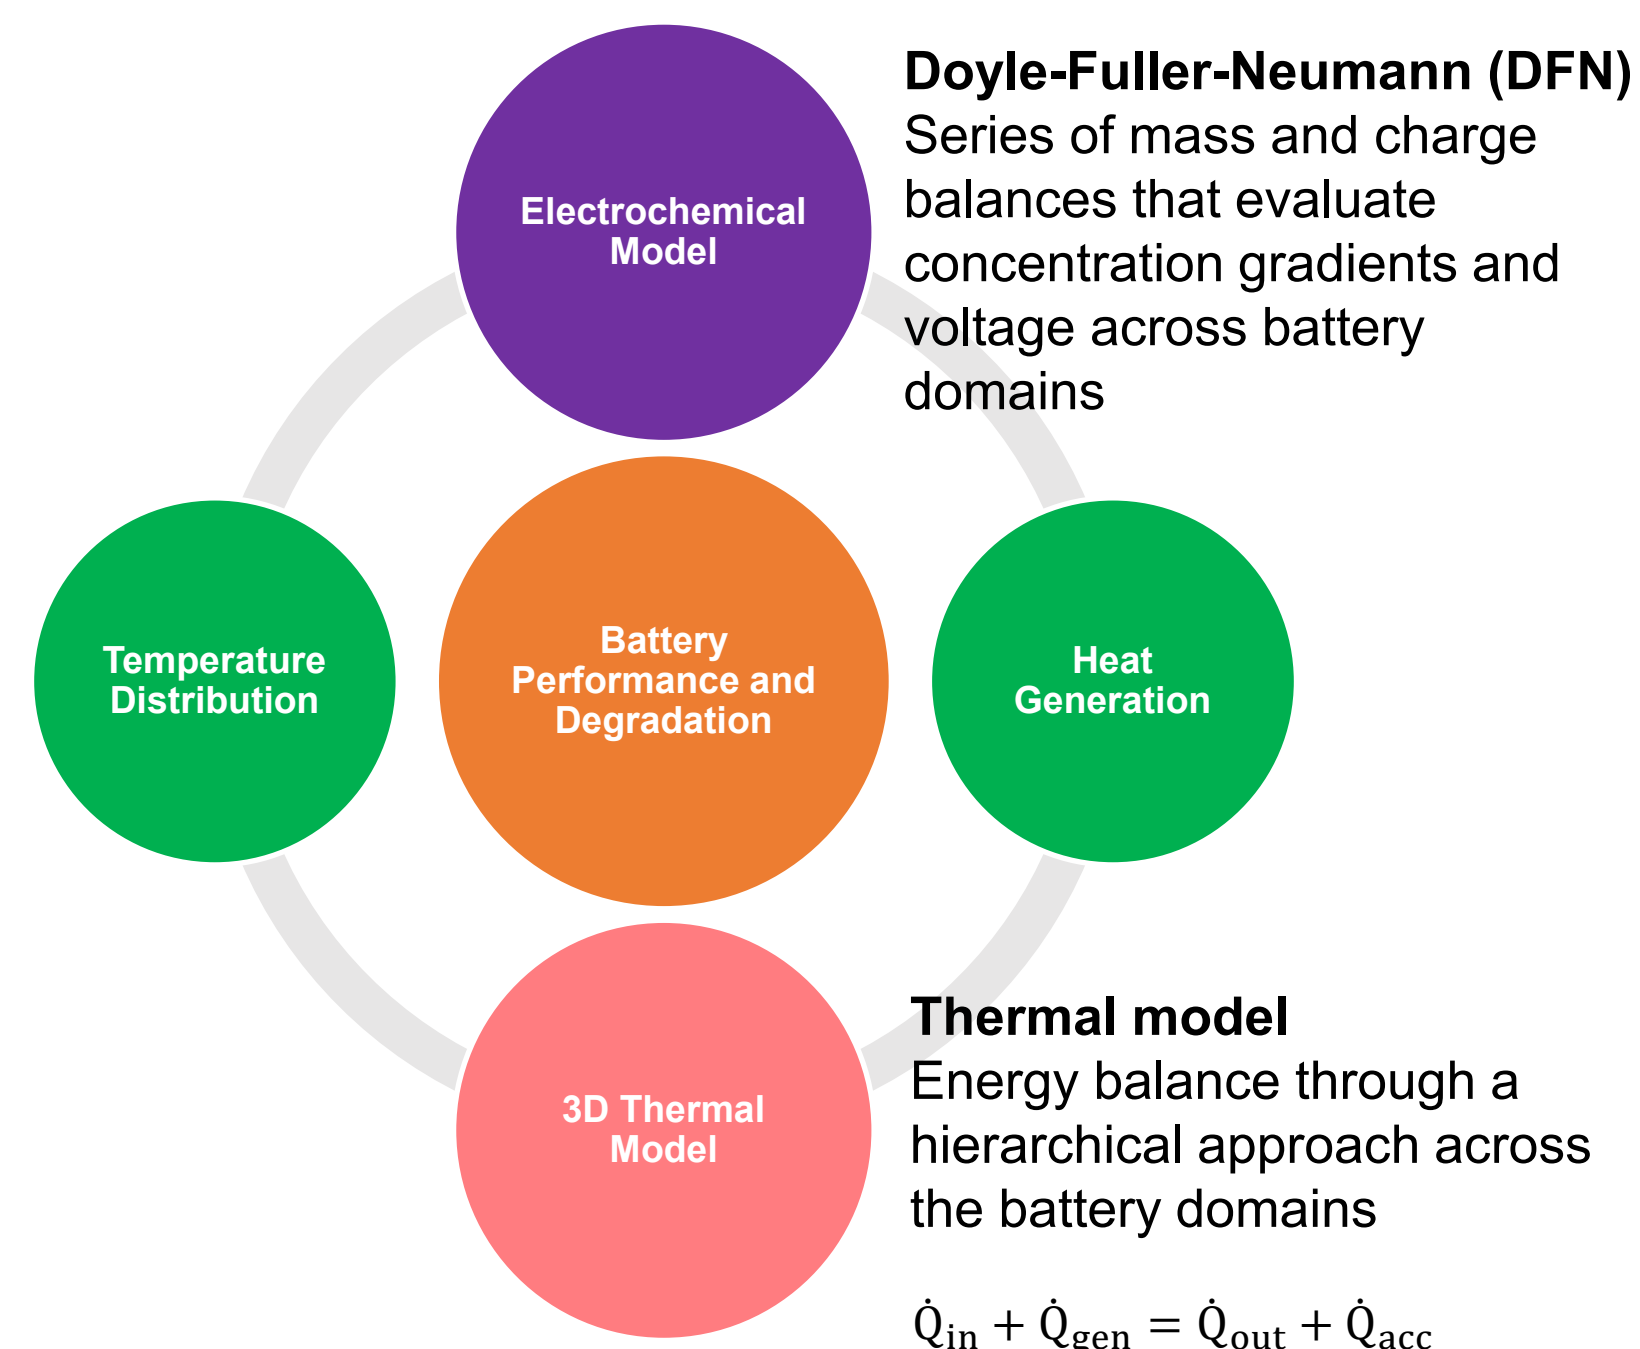 Doyle-Fuller-Neumann (DFN)
Series of mass and charge
balances that evaluate
concentration gradients and
voltage across battery
domains
Electrochemical
Model
Temperature
Distribution
Battery
Performance and
Degradation
Heat
Generation
3D Thermal
Model
Thermal model
Energy balance through a
hierarchical approach across
the battery domains
Q̇in + Q̇gen = Q̇out + Q̇acc